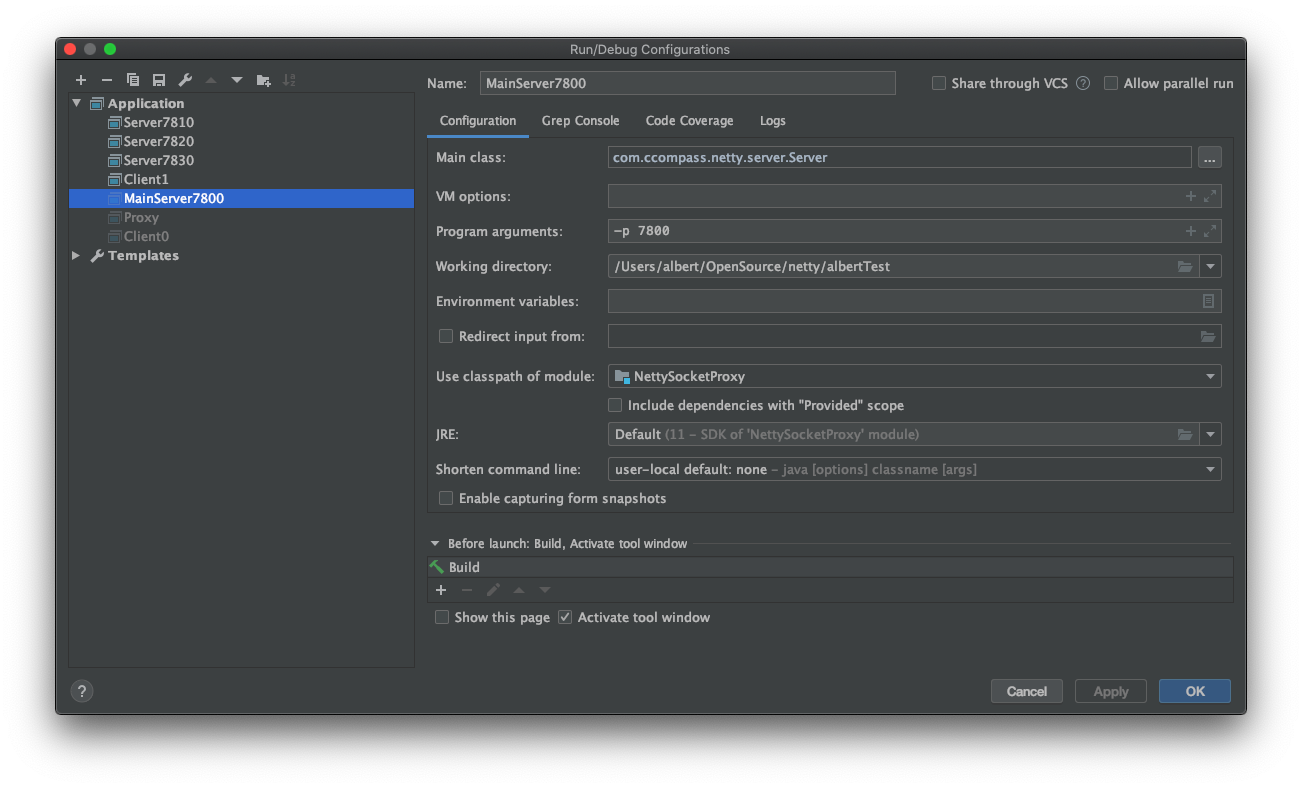 Run/Debug Configurations
Name: MainServer7800 Share through VCS ? Allow parallel run
Application
Server7810
Server7820
Server7830
Client1
MainServer7800
Proxy
Client0
Templates
Configuration Grep Console Code Coverage Logs
Main class: com.ccompass.netty.server.Server ...
VM options:
Program arguments: -p 7800
Working directory: /Users/albert/OpenSource/netty/albertTest
Environment variables:
Redirect input from:
Use classpath of module: NettySocketProxy
Include dependencies with "Provided" scope
JRE: Default (11 – SDK of 'NettySocketProxy' module)
Shorten command line: user-local default: none – java [options] classname [args]
Enable capturing form snapshots
Before launch: Build, Activate tool window
Build
Show this page Activate tool window
? Cancel Apply OK